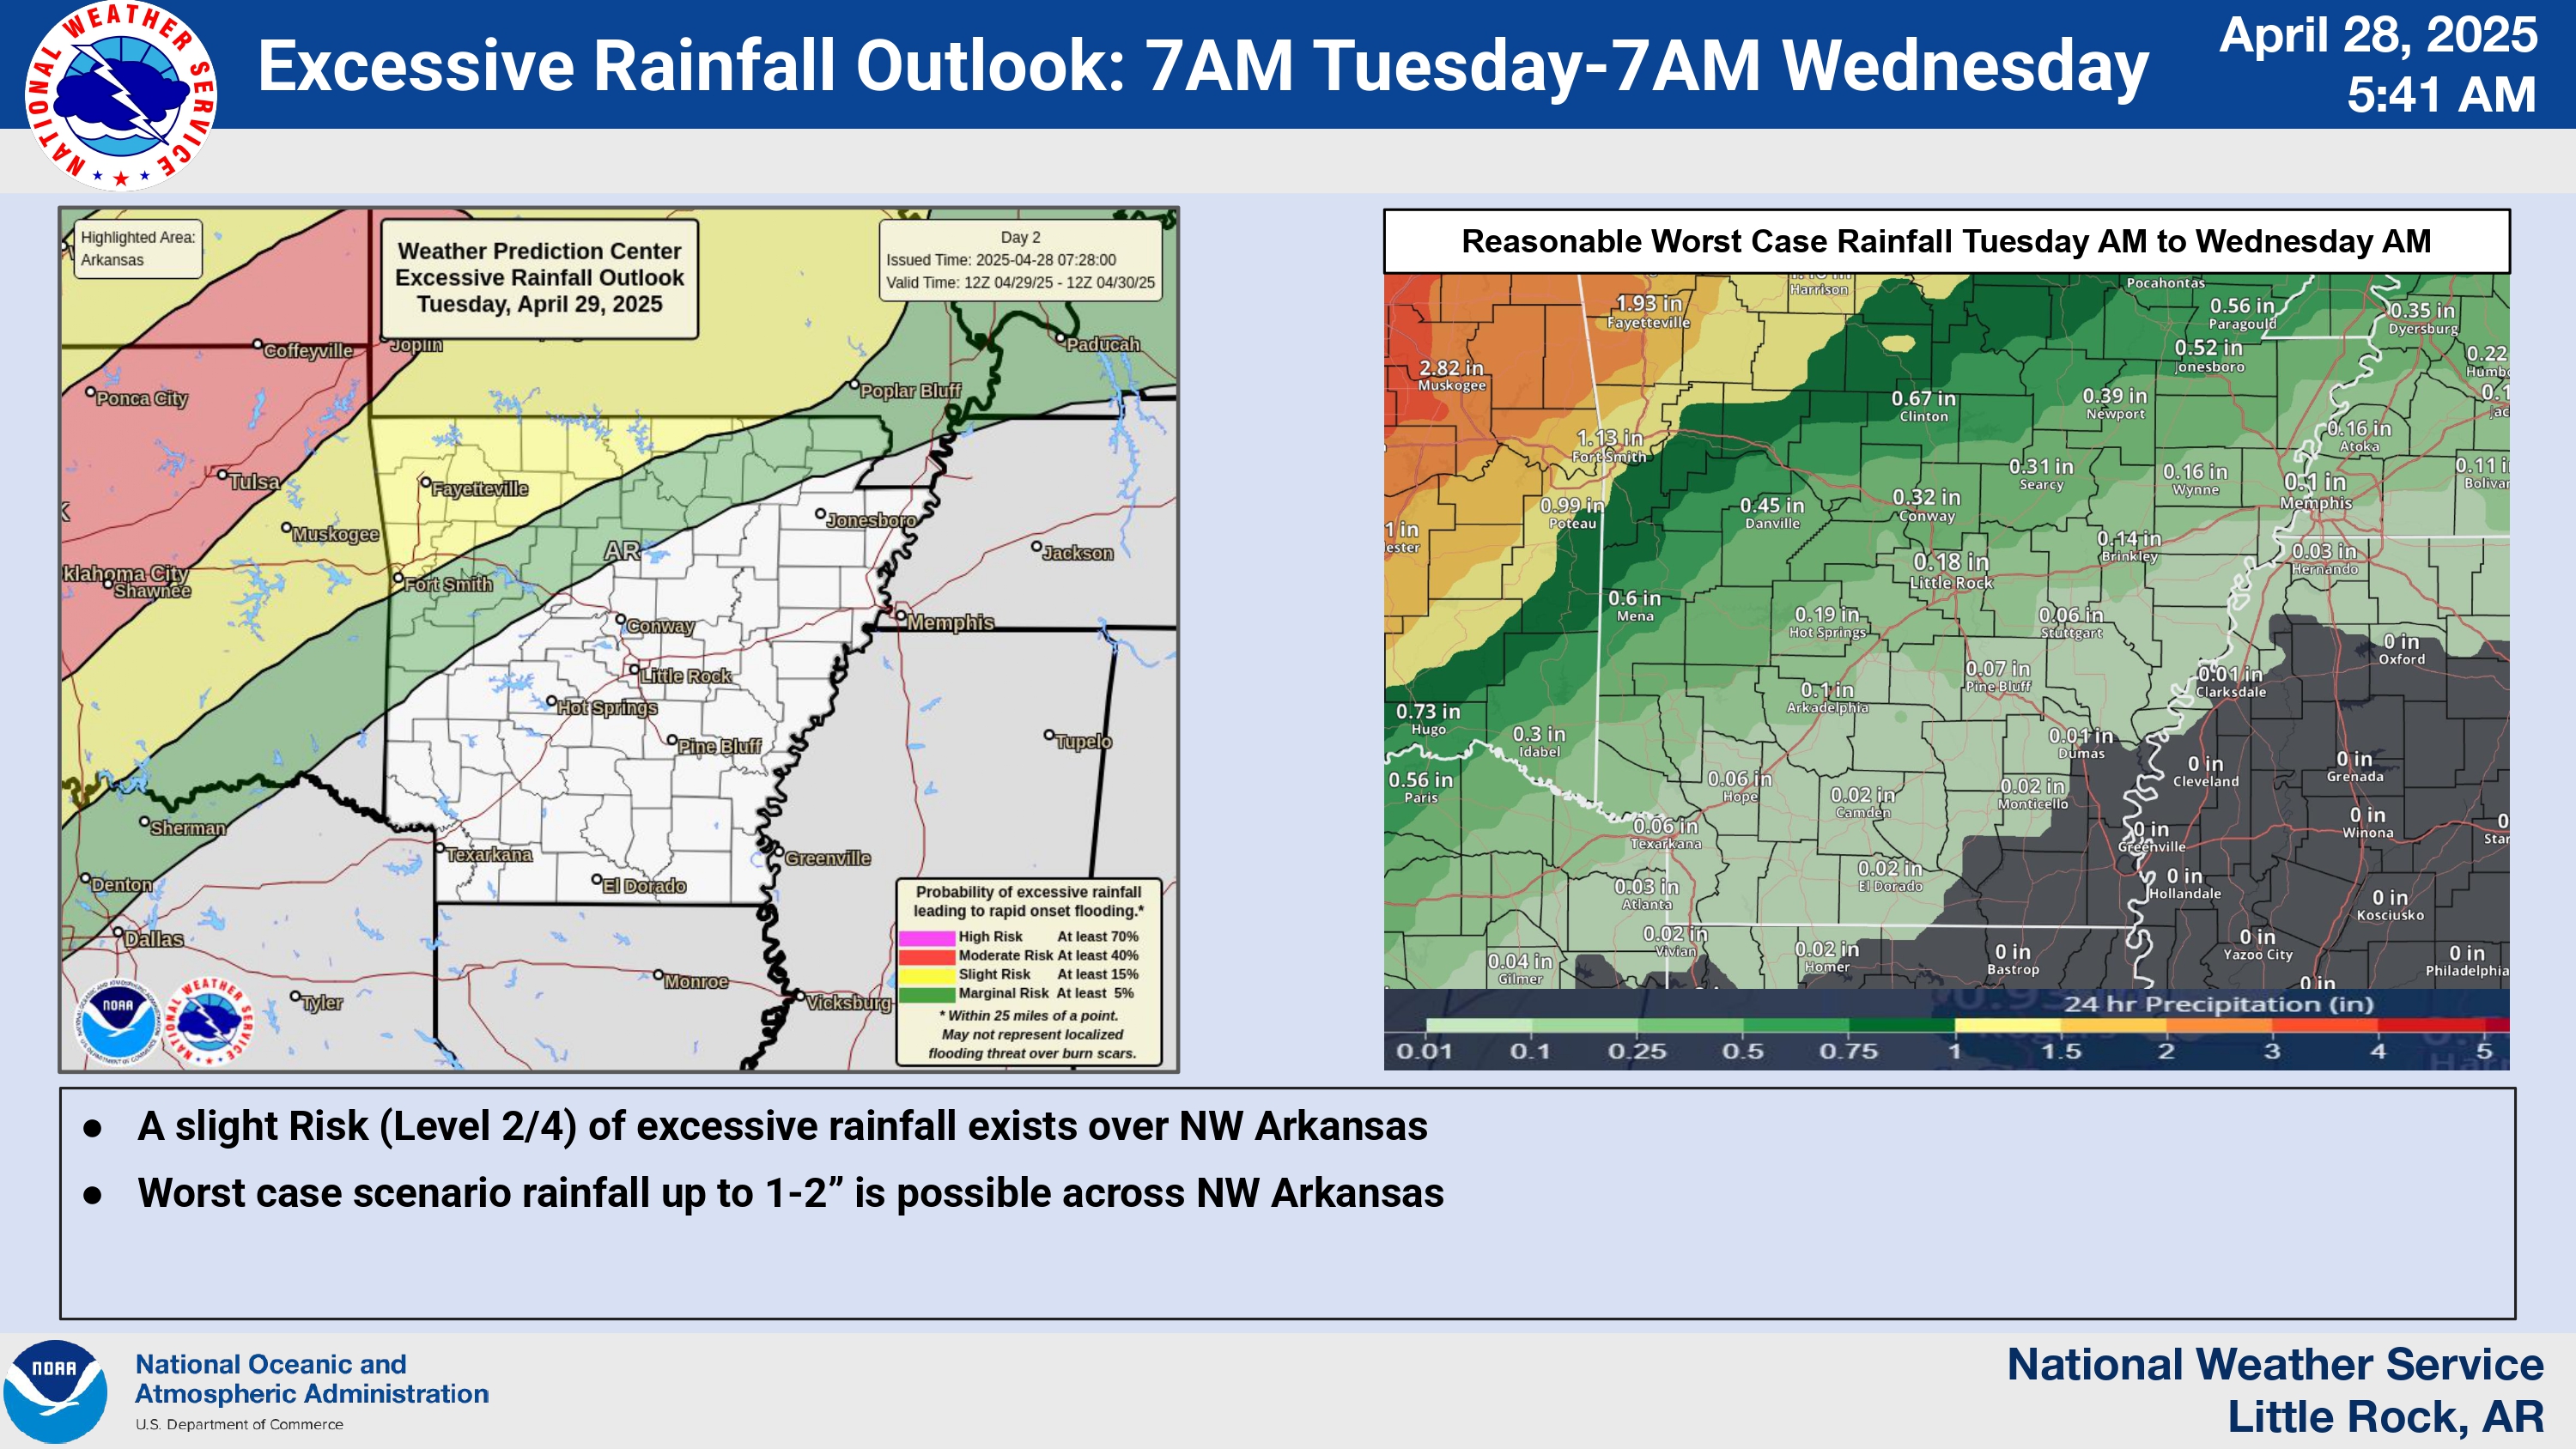 NATIONAL WEATHER SERVICE
Excessive Rainfall Outlook: 7AM Tuesday-7AM Wednesday
April 28, 2025
5:41 AM
Highlighted Area:
Arkansas
Weather Prediction Center
Excessive Rainfall Outlook
Tuesday, April 29, 2025
Day 2
Issued Time: 2025-04-28 07:28:00
Valid Time: 12Z 04/29/25 - 12Z 04/30/25
Coffeyville
Joplin
Paducah
Ponca City
Poplar Bluff
Tulsa
Fayetteville
Muskogee
Jonesboro
AR
Jackson
klahoma City
Shawnee
Fort Smith
Conway
Memphis
Little Rock
Hot Springs
Pine Bluff
Tupelo
Sherman
Texarkana
Greenville
Denton
El Dorado
Dallas
Monroe
Tyler
Vicksburg
Probability of excessive rainfall
leading to rapid onset flooding.*
High Risk At least 70%
Moderate Risk At least 40%
Slight Risk At least 15%
Marginal Risk At least 5%
* Within 25 miles of a point.
May not represent localized
flooding threat over burn scars.
NOAA
NATIONAL WEATHER SERVICE
Reasonable Worst Case Rainfall Tuesday AM to Wednesday AM
Harrison
Pocahontas
1.93 in
Fayetteville
0.56 in
Paragould
0.35 in
Dyersburg
2.82 in
Muskogee
0.52 in
Jonesboro
0.22
Humb
0.67 in
Clinton
0.39 in
Newport
0.1
Jac
1.13 in
Fort Smith
0.16 in
Atoka
0.31 in
Searcy
0.16 in
Wynne
0.1 in
Memphis
0.11 i
Bolivar
0.99 in
Poteau
0.45 in
Danville
0.32 in
Conway
1 in
ester
0.18 in
Little Rock
0.14 in
Brinkley
0.03 in
Hernando
0.6 in
Mena
0.19 in
Hot Springs
0.06 in
Stuttgart
0 in
Oxford
0.07 in
Pine Bluff
0.01 in
Clarksdale
0.1 in
Arkadelphia
0.73 in
Hugo
0.3 in
Idabel
0.01 in
Dumas
0 in
Cleveland
0 in
Grenada
0.56 in
Paris
0.06 in
Hope
0.02 in
Camden
0.02 in
Monticello
0.06 in
Texarkana
0 in
Greenville
0 in
Winona
0
Star
0.03 in
Atlanta
0.02 in
El Dorado
0 in
Hollandale
0 in
Kosciusko
0.02 in
Vivian
0.04 in
Gilmer
0.02 in
Homer
0 in
Bastrop
0 in
Yazoo City
0 in
Philadelphia
0 in
24 hr Precipitation (in)
0.01 0.1 0.25 0.5 0.75 1 1.5 2 3 4 5
● A slight Risk (Level 2/4) of excessive rainfall exists over NW Arkansas
● Worst case scenario rainfall up to 1-2” is possible across NW Arkansas
NOAA
National Oceanic and
Atmospheric Administration
U.S. Department of Commerce
National Weather Service
Little Rock, AR